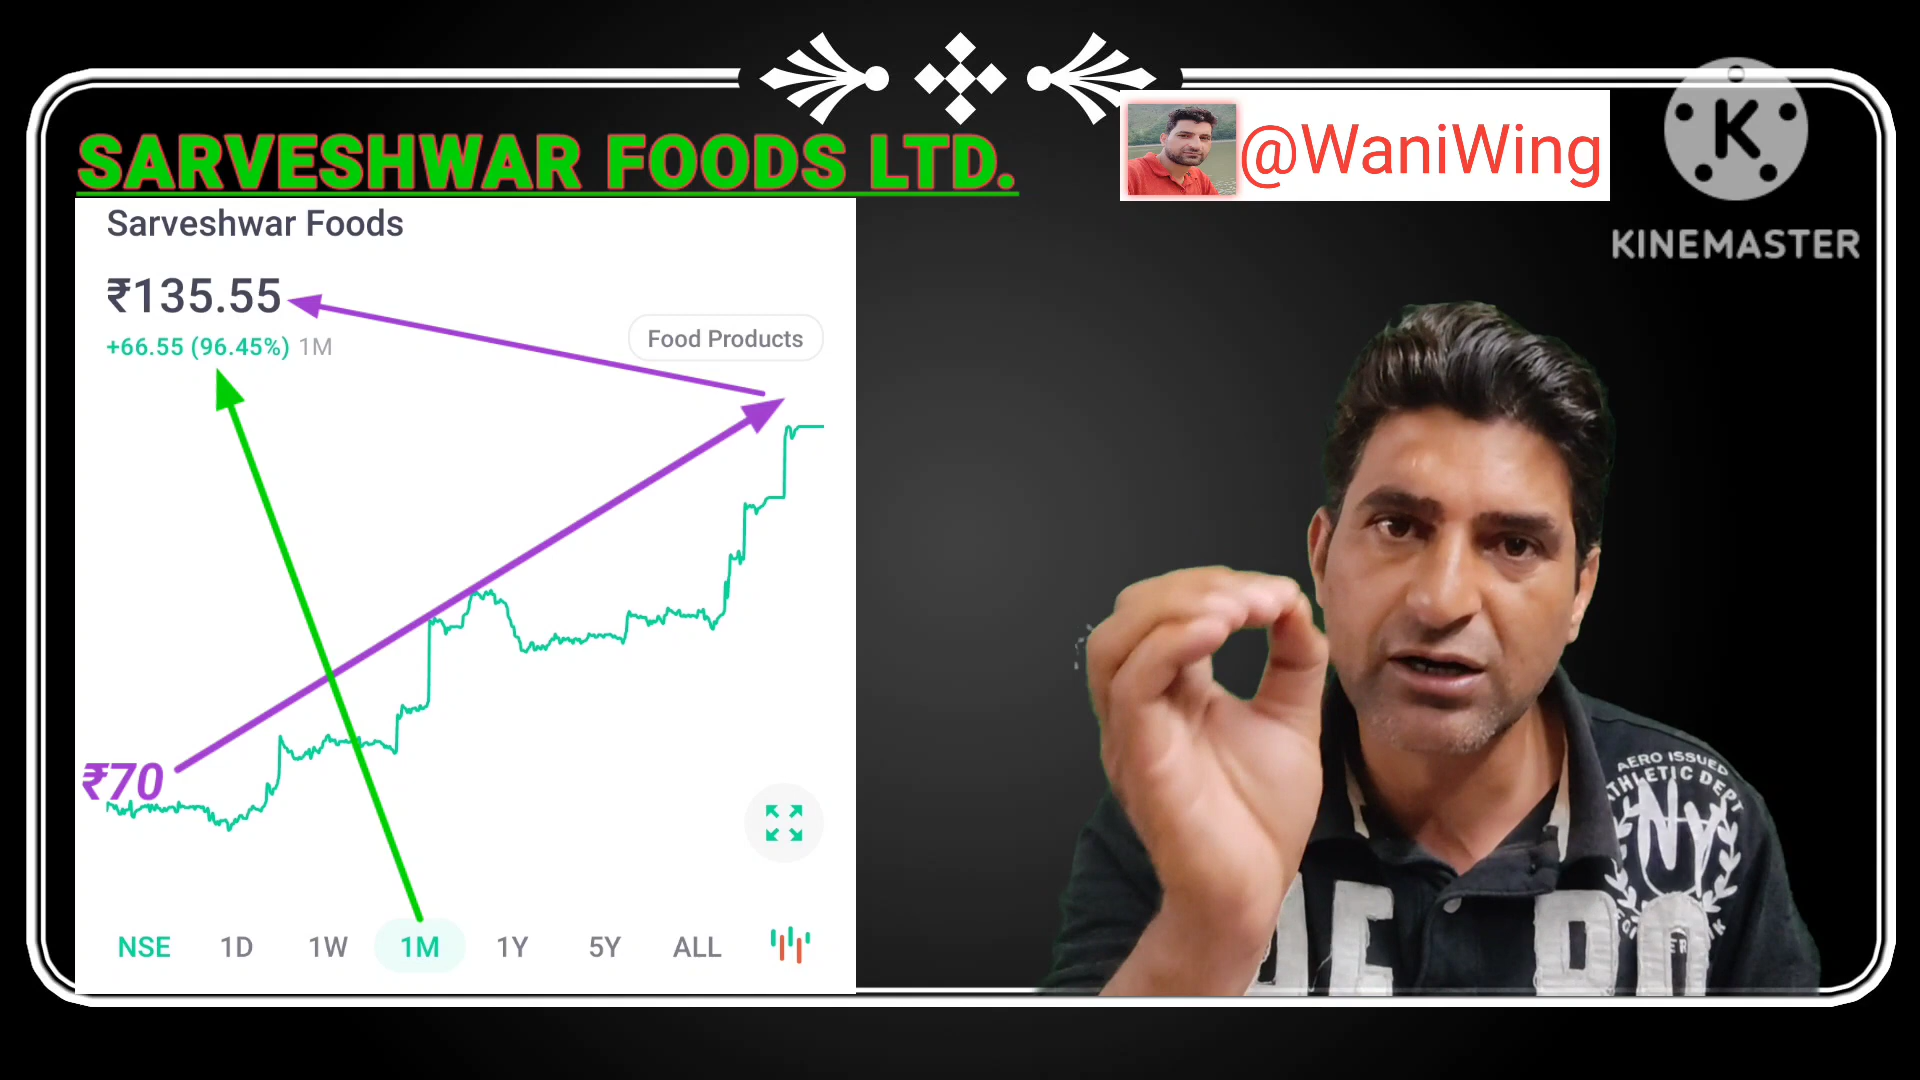 SARVESHWAR FOODS LTD.
@WaniWing
K
KINEMASTER
Sarveshwar Foods
₹135.55
+66.55 (96.45%) 1M
Food Products
₹70
NSE 1D 1W 1M 1Y 5Y ALL
AERO ISSUED
ATHLETIC DEPT
NY